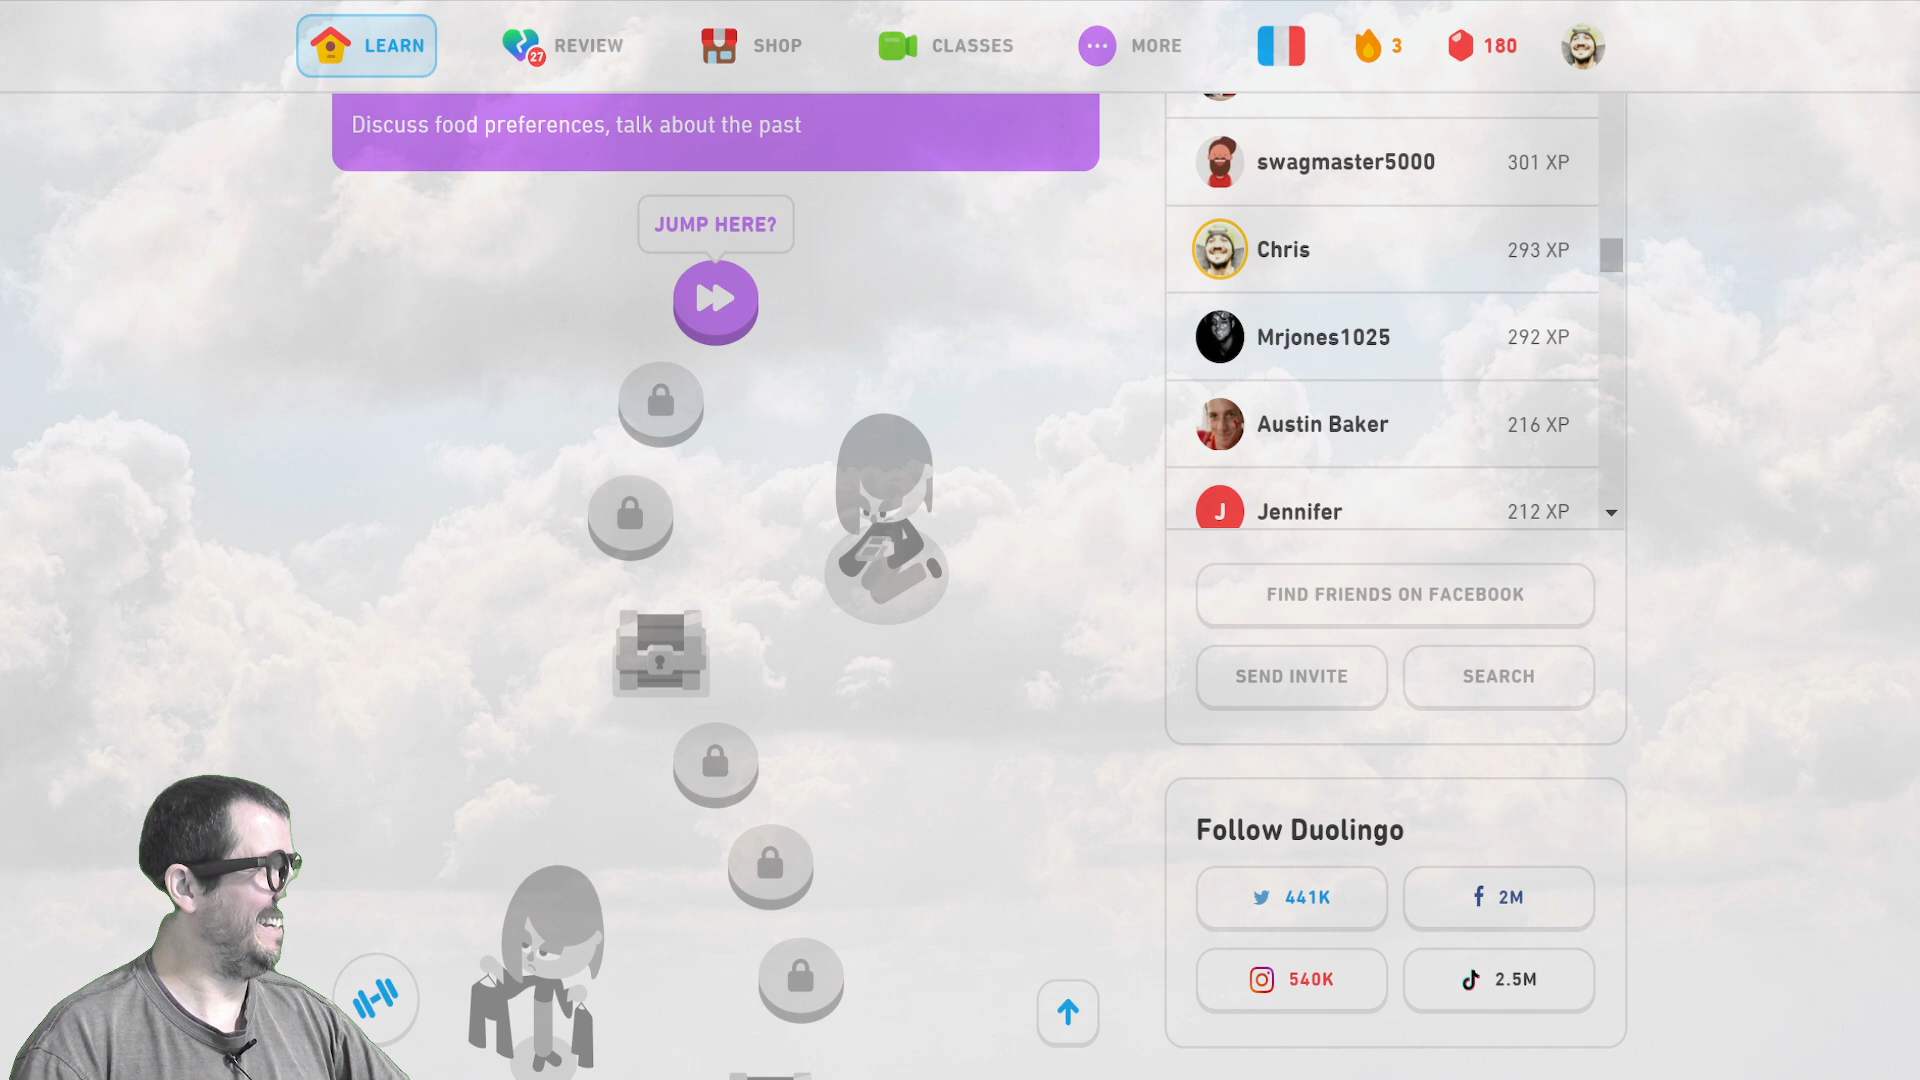 LEARN
27
REVIEW
SHOP
CLASSES
MORE
3
180
Discuss food preferences, talk about the past
JUMP HERE?
swagmaster5000 301 XP
Chris 293 XP
Mrjones1025 292 XP
Austin Baker 216 XP
J Jennifer 212 XP
FIND FRIENDS ON FACEBOOK
SEND INVITE SEARCH
Follow Duolingo
441K 2M
540K 2.5M